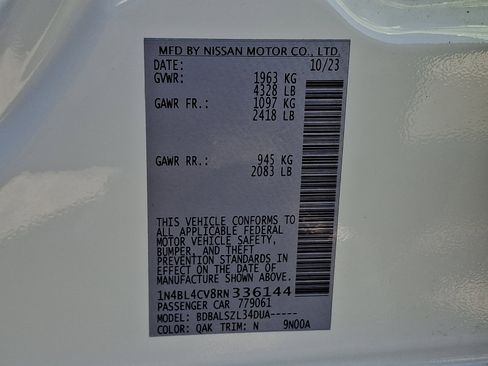 MFD BY NISSAN MOTOR CO., LTD.
DATE: 10/23
GVWR: 1963 KG
4328 LB
GAWR FR.: 1097 KG
2418 LB
GAWR RR.: 945 KG
2083 LB
THIS VEHICLE CONFORMS TO
ALL APPLICABLE FEDERAL
MOTOR VEHICLE SAFETY,
BUMPER, AND THEFT
PREVENTION STANDARDS IN
EFFECT ON THE DATE OF
MANUFACTURE SHOWN ABOVE.
1N4BL4CV8RN336144
PASSENGER CAR 779061
MODEL: BDBALSZL34DUA-----
COLOR: QAK TRIM: N 9N00A